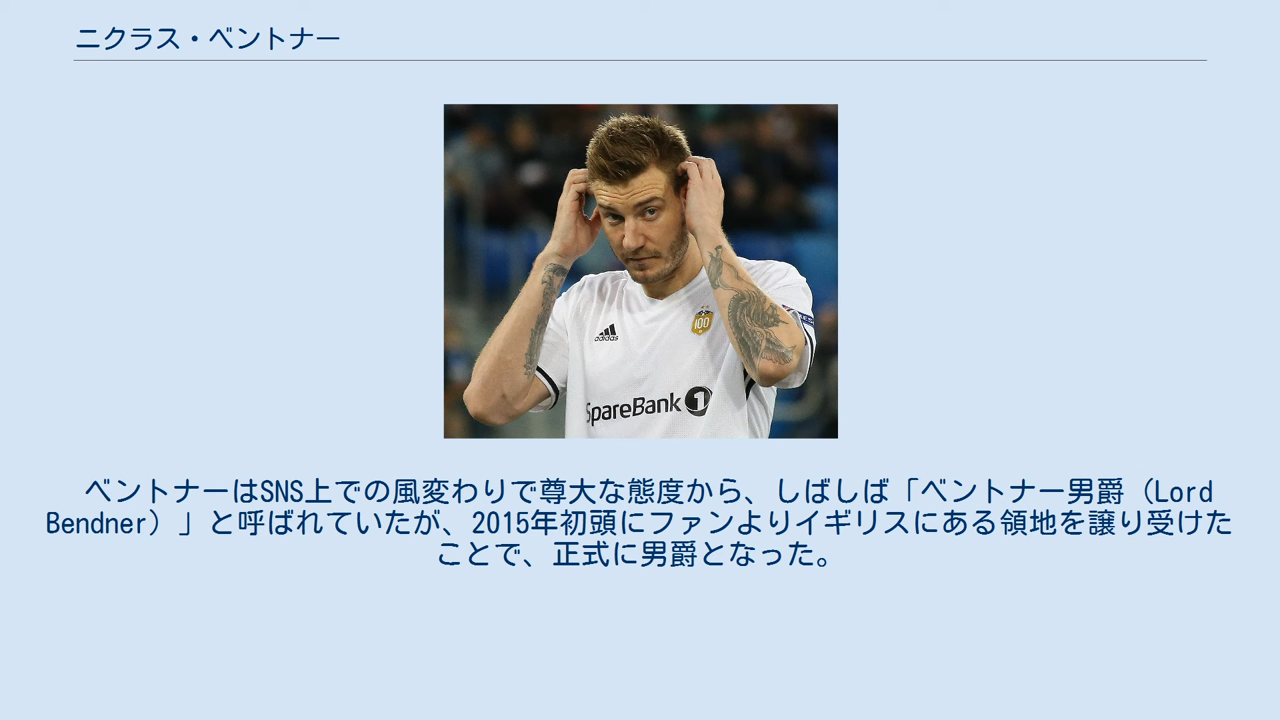 ニクラス・ベントナー
adidas
100
SpareBank 1
ベントナーはSNS上での風変わりで尊大な態度から、しばしば「ベントナー男爵（Lord
Bendner）」と呼ばれていたが、2015年初頭にファンよりイギリスにある領地を譲り受けた
ことで、正式に男爵となった。